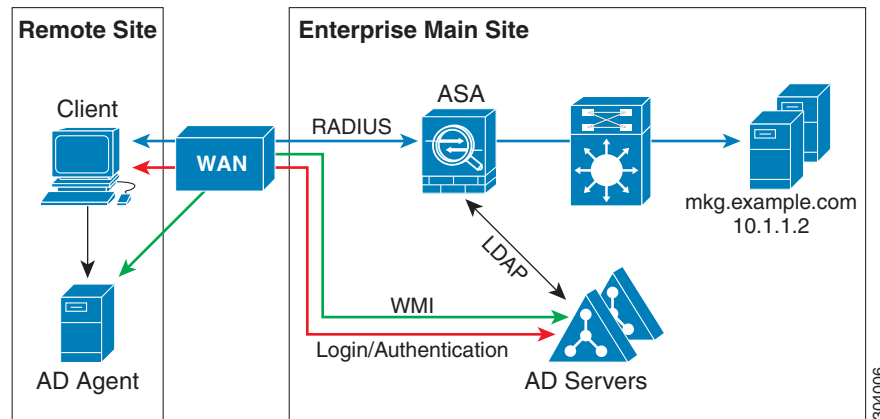 Remote Site
Enterprise Main Site
Client
ASA
RADIUS
WAN
mkg.example.com
10.1.1.2
LDAP
WMI
Login/Authentication
AD Agent
AD Servers
304006